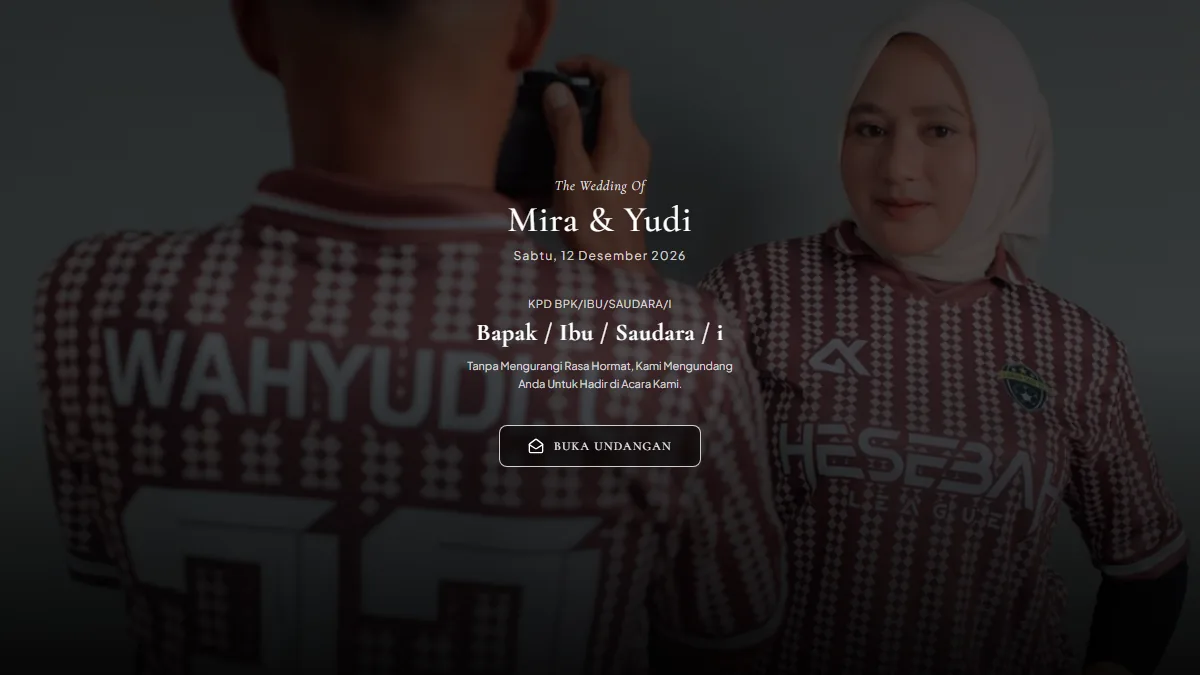 The Wedding Of
Mira & Yudi
Sabtu, 12 Desember 2026
KPD BPK/IBU/SAUDARA/I
Bapak / Ibu / Saudara / i
Tanpa Mengurangi Rasa Hormat, Kami Mengundang
Anda Untuk Hadir di Acara Kami.
BUKA UNDANGAN
WAHYUDI
HESEBAH
LEAGUE